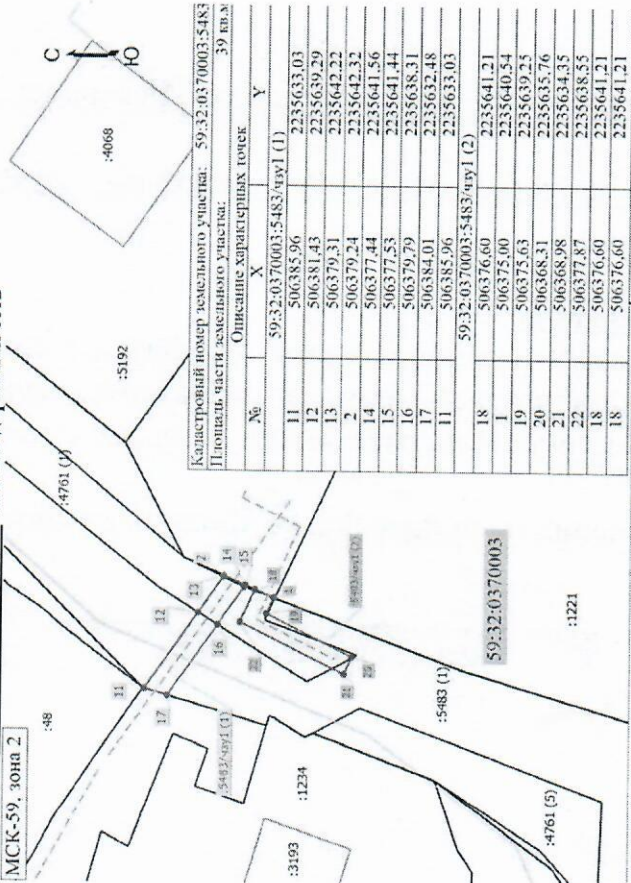 МСК-59, зона 2
С
Ю
:4068
:5192
:4761 (1)
:48
Кадастровый номер земельного участка: 59:32:0370003:5483
Площадь части земельного участка: 39 кв.м
Описание характерных точек
№ X Y
59:32:0370003:5483/чзу1 (1)
11 506385,96 2235633,03
12 506381,43 2235639,29
13 506379,31 2235642,22
2 506379,24 2235642,32
14 506377,44 2235641,56
15 506377,53 2235641,44
16 506379,79 2235638,31
17 506384,01 2235632,48
11 506385,96 2235633,03
59:32:0370003:5483/чзу1 (2)
18 506376,60 2235641,21
1 506375,00 2235640,54
19 506373,63 2235639,25
20 506368,31 2235635,76
21 506368,98 2235634,35
22 506377,87 2235638,55
18 506376,60 2235641,21
18 506376,60 2235641,21
2
14
15
13
12
18
1
19
16
11
17
22
21
20
:5483/чзу1 (1)
:5483/чзу1 (2)
59:32:0370003
:1221
:5483 (1)
:1234
:3193
:4761 (5)